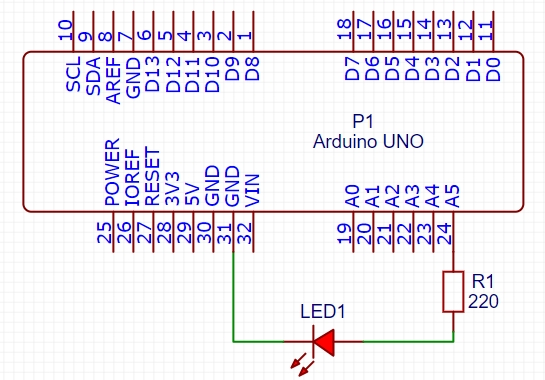 10 9 8 7 6 5 4 3 2 1 18 17 16 15 14 13 12 11
SCL SDA AREF GND D13 D12 D11 D10 D9 D8 D7 D6 D5 D4 D3 D2 D1 D0
P1
Arduino UNO
POWER IOREF RESET 3V3 5V GND GND VIN A0 A1 A2 A3 A4 A5
25 26 27 28 29 30 31 32 19 20 21 22 23 24
R1
220
LED1